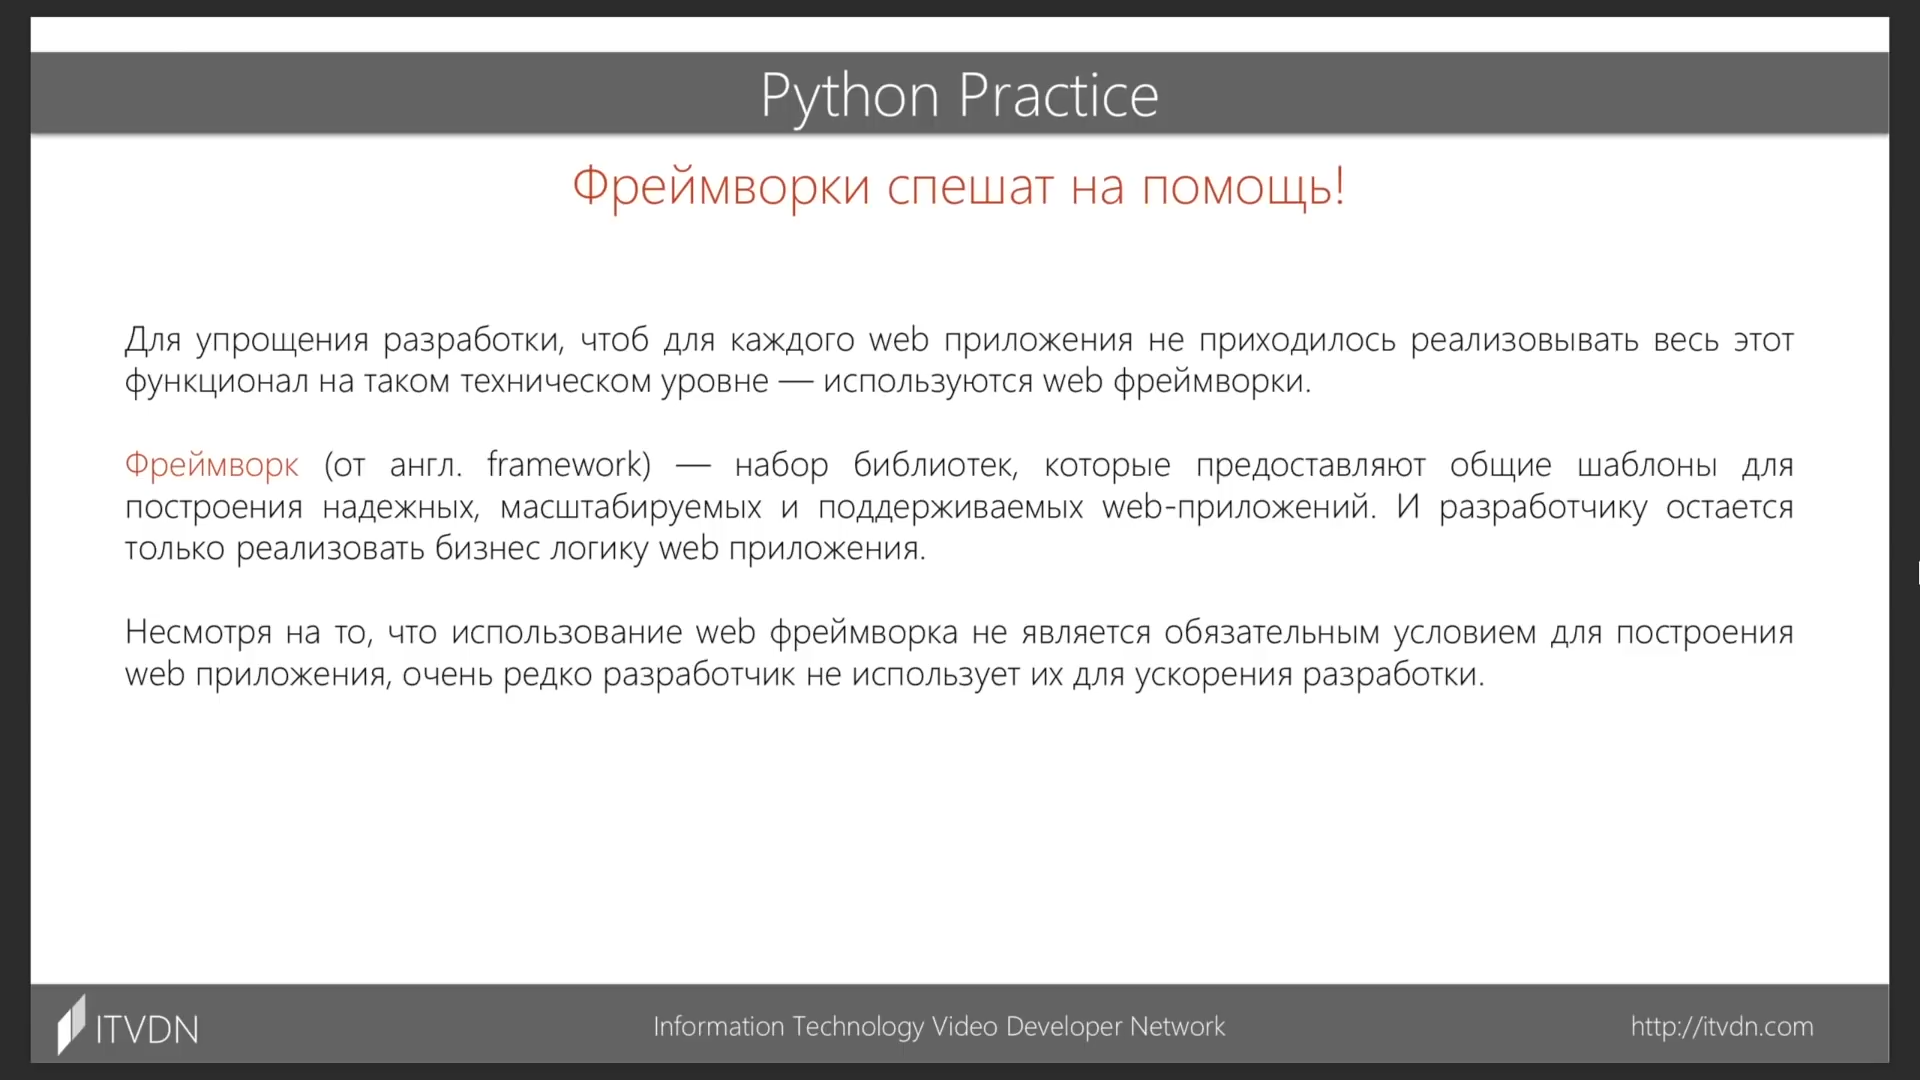 Python Practice
Фреймворки спешат на помощь!
Для упрощения разработки, чтоб для каждого web приложения не приходилось реализовывать весь этот
функционал на таком техническом уровне — используются web фреймворки.
Фреймворк (от англ. framework) — набор библиотек, которые предоставляют общие шаблоны для
построения надежных, масштабируемых и поддерживаемых web-приложений. И разработчику остается
только реализовать бизнес логику web приложения.
Несмотря на то, что использование web фреймворка не является обязательным условием для построения
web приложения, очень редко разработчик не использует их для ускорения разработки.
ITVDN
Information Technology Video Developer Network
http://itvdn.com